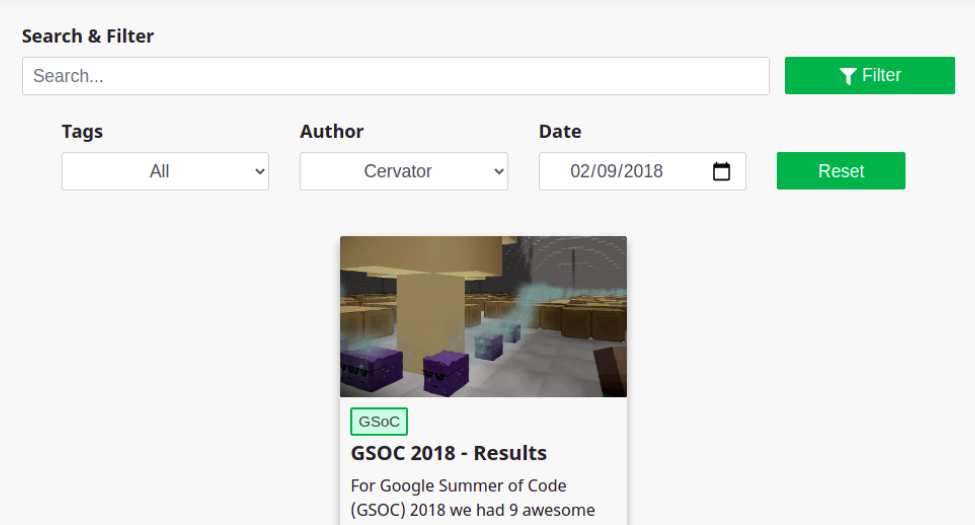 Search & Filter
Search...
Filter
Tags
Author
Date
All
Cervator
02/09/2018
Reset
GSoC
GSOC 2018 - Results
For Google Summer of Code
(GSOC) 2018 we had 9 awesome